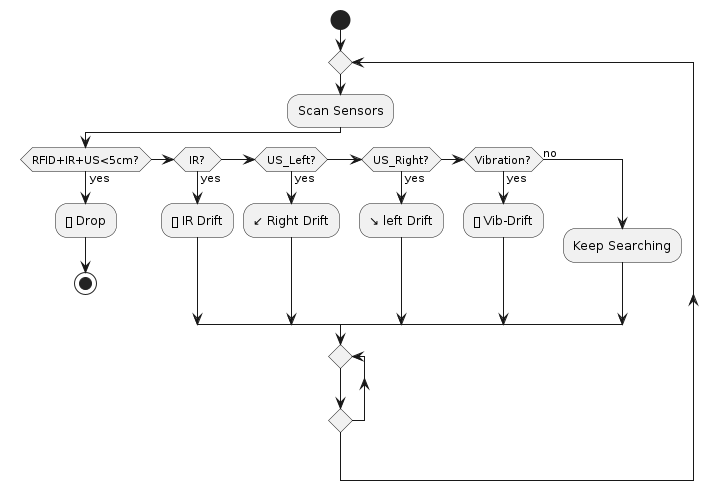 Scan Sensors
RFID+IR+US<5cm?
IR?
US_Left?
US_Right?
Vibration?
no
yes
yes
yes
yes
yes
▯ Drop
▯ IR Drift
↙ Right Drift
↘ left Drift
▯ Vib-Drift
Keep Searching